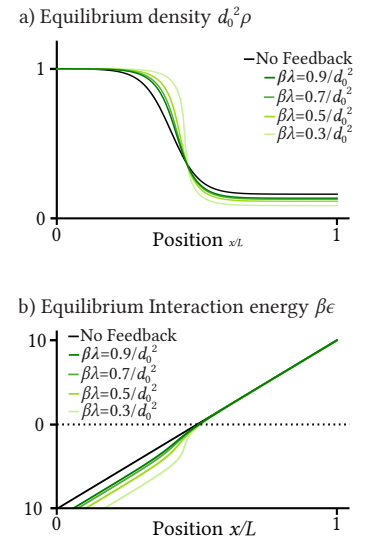 a) Equilibrium density d₀²ρ
1
No Feedback
βλ=0.9/d₀²
βλ=0.7/d₀²
βλ=0.5/d₀²
βλ=0.3/d₀²
0
0
1
Position x/L
b) Equilibrium Interaction energy βϵ
10
No Feedback
βλ=0.9/d₀²
βλ=0.7/d₀²
βλ=0.5/d₀²
βλ=0.3/d₀²
0
10
0
1
Position x/L